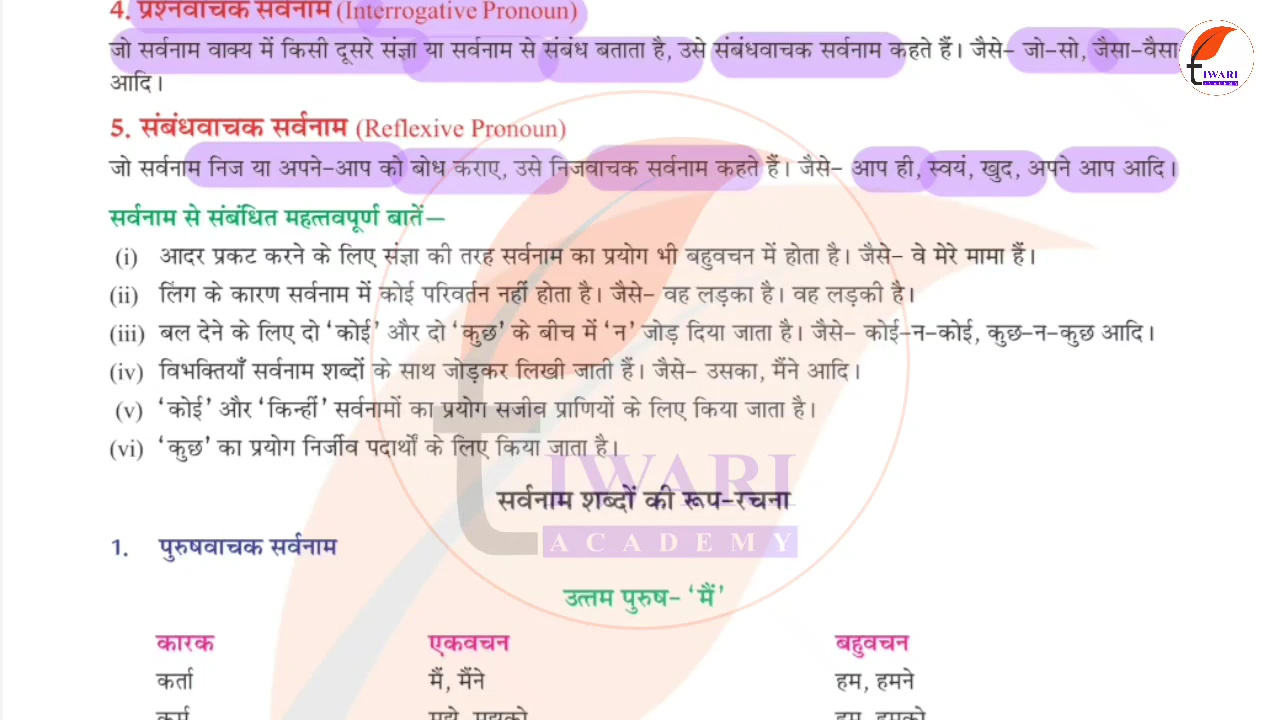 4. प्रश्नवाचक सर्वनाम (Interrogative Pronoun)
जो सर्वनाम वाक्य में किसी दूसरे संज्ञा या सर्वनाम से संबंध बताता है, उसे संबंधवाचक सर्वनाम कहते हैं। जैसे– जो–सो, जैसा–वैसा
आदि।
tIWARI
ACADEMY
5. संबंधवाचक सर्वनाम (Reflexive Pronoun)
जो सर्वनाम निज या अपने–आप को बोध कराए, उसे निजवाचक सर्वनाम कहते हैं। जैसे– आप ही, स्वयं, खुद, अपने आप आदि।
सर्वनाम से संबंधित महत्तवपूर्ण बातें—
(i) आदर प्रकट करने के लिए संज्ञा की तरह सर्वनाम का प्रयोग भी बहुवचन में होता है। जैसे– वे मेरे मामा हैं।
(ii) लिंग के कारण सर्वनाम में कोई परिवर्तन नहीं होता है। जैसे– वह लड़का है। वह लड़की है।
(iii) बल देने के लिए दो ‘कोई’ और दो ‘कुछ’ के बीच में ‘न’ जोड़ दिया जाता है। जैसे– कोई–न–कोई, कुछ–न–कुछ आदि।
(iv) विभक्तियाँ सर्वनाम शब्दों के साथ जोड़कर लिखी जाती हैं। जैसे– उसका, मैंने आदि।
(v) ‘कोई’ और ‘किन्हीं’ सर्वनामों का प्रयोग सजीव प्राणियों के लिए किया जाता है।
(vi) ‘कुछ’ का प्रयोग निर्जीव पदार्थों के लिए किया जाता है।
tIWARI
सर्वनाम शब्दों की रूप–रचना
ACADEMY
1. पुरुषवाचक सर्वनाम
उत्तम पुरुष– ‘मैं’
कारक एकवचन बहुवचन
कर्ता मैं, मैंने हम, हमने